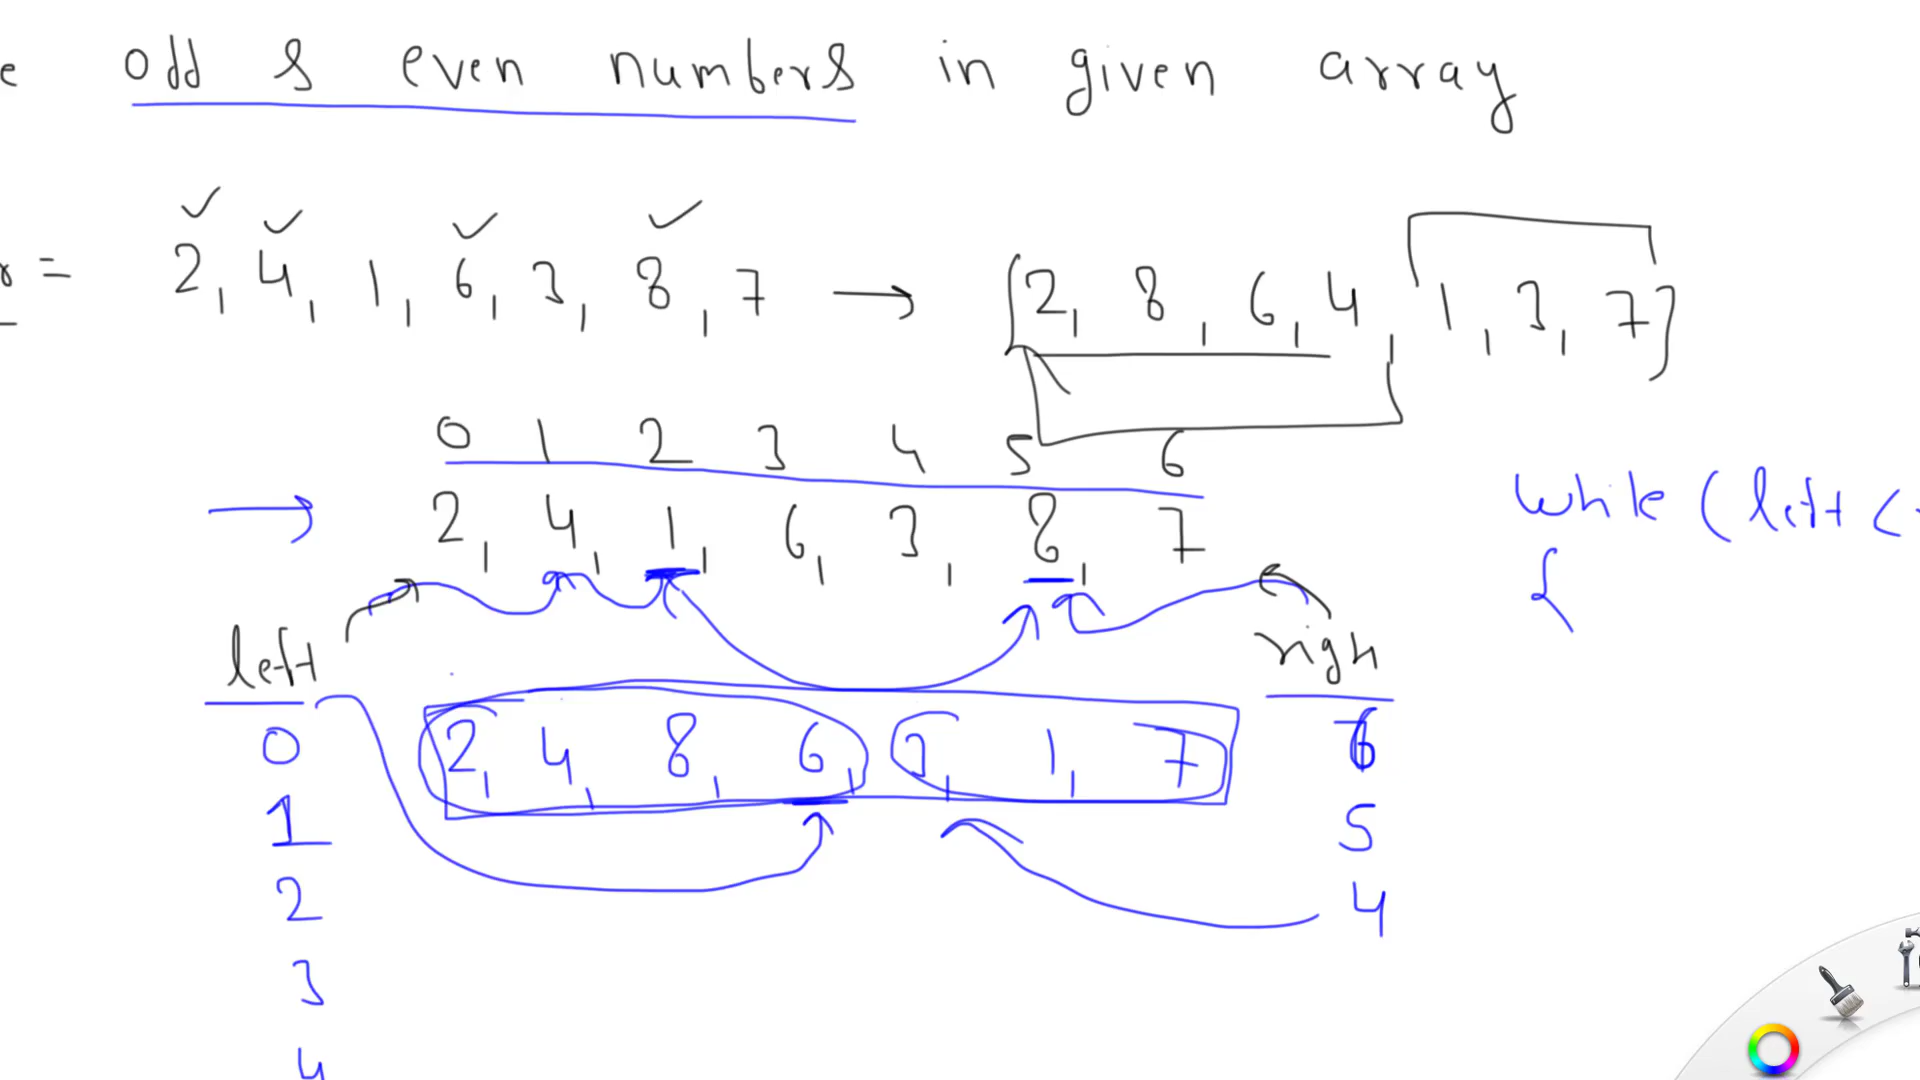 e odd & even numbers in given array
r = 2, 4, 1, 6, 3, 8, 7 → [2, 8, 6, 4, 1, 3, 7]
0 1 2 3 4 5 6
→ 2, 4, 1, 6, 3, 8, 7
while (left <
{
left righ
2, 4, 8, 6, 3, 1, 7
0 6
1 5
2 4
3
4